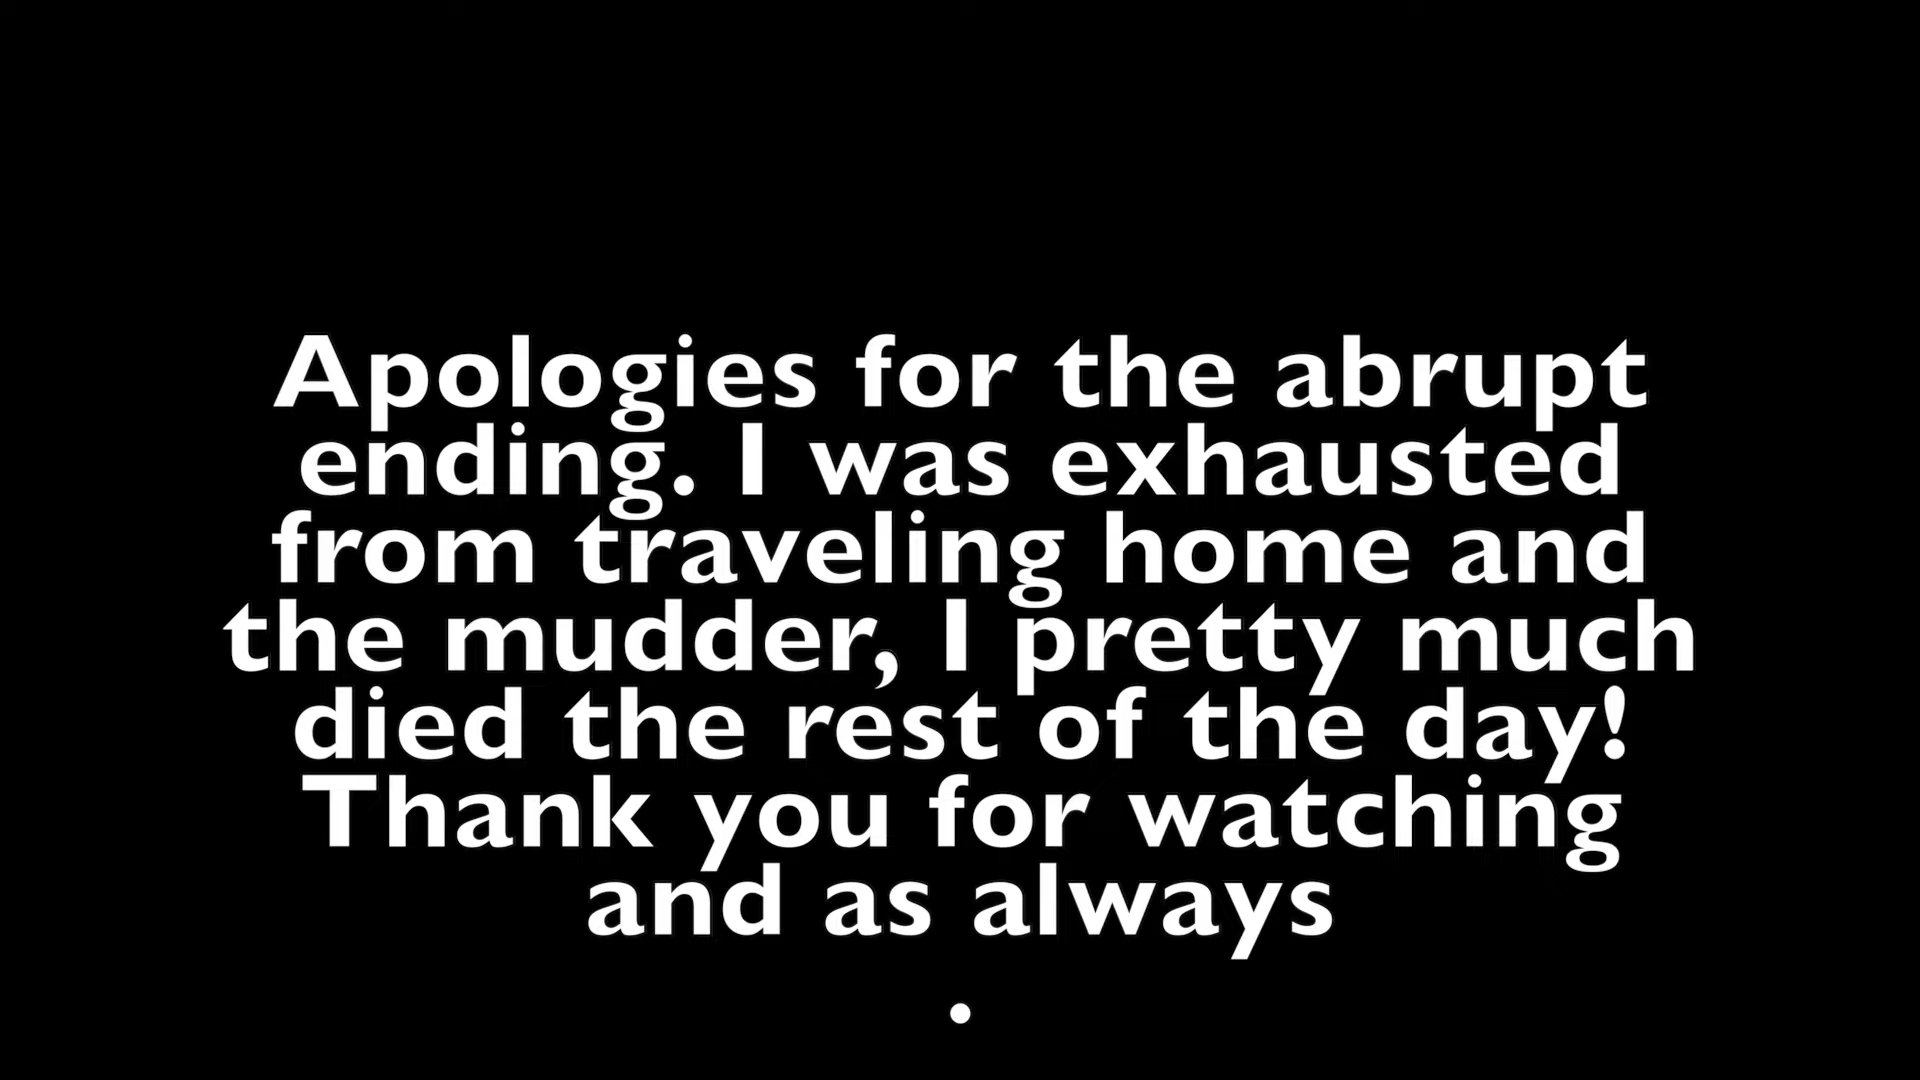 Apologies for the abrupt
ending. I was exhausted
from traveling home and
the mudder, I pretty much
died the rest of the day!
Thank you for watching
and as always
.